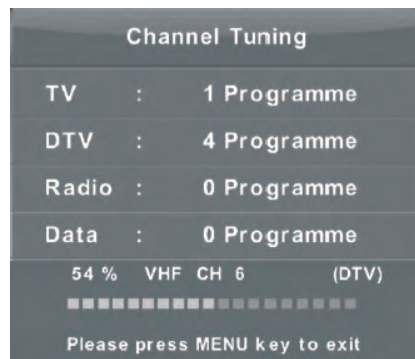 Channel Tuning
TV : 1 Programme
DTV : 4 Programme
Radio : 0 Programme
Data : 0 Programme
54 % VHF CH 6 (DTV)
Please press MENU key to exit